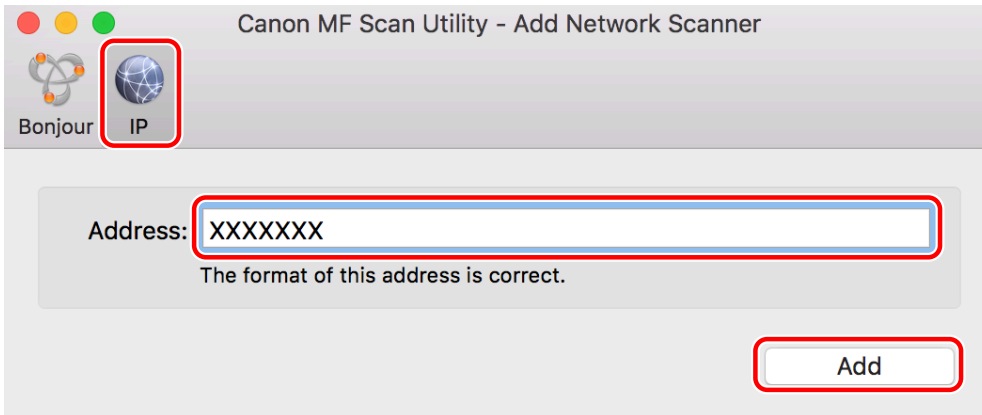 Canon MF Scan Utility - Add Network Scanner
Bonjour IP
Address: XXXXXXX
The format of this address is correct.
Add